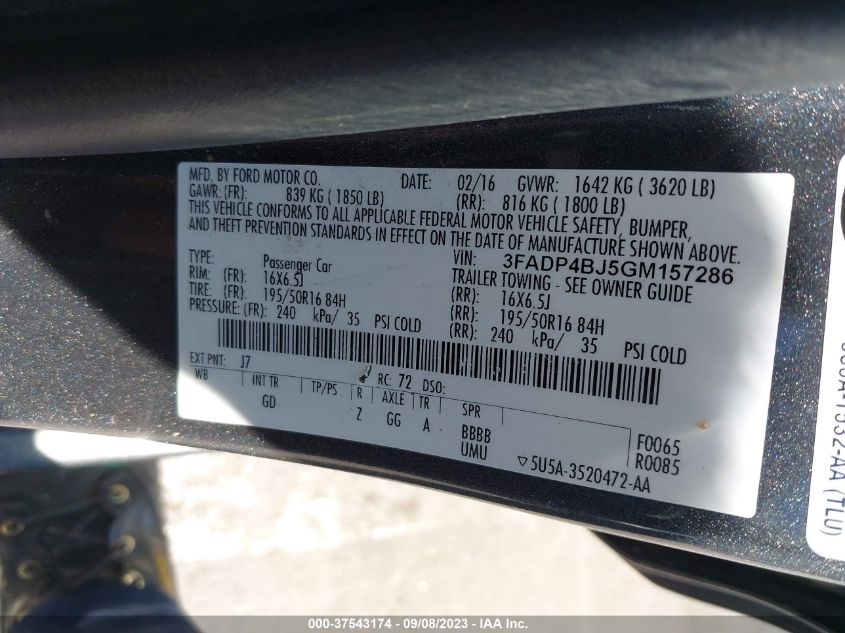 MFD. BY FORD MOTOR CO. DATE: 02/16 GVWR: 1642 KG ( 3620 LB)
GAWR: (FR): 839 KG ( 1850 LB) (RR): 816 KG ( 1800 LB)
THIS VEHICLE CONFORMS TO ALL APPLICABLE FEDERAL MOTOR VEHICLE SAFETY, BUMPER,
AND THEFT PREVENTION STANDARDS IN EFFECT ON THE DATE OF MANUFACTURE SHOWN ABOVE.
VIN: 3FADP4BJ5GM157286
TYPE: Passenger Car TRAILER TOWING - SEE OWNER GUIDE
RIM: (FR): 16X6.5J (RR): 16X6.5J
TIRE: (FR): 195/50R16 84H (RR): 195/50R16 84H
PRESSURE: (FR): 240 kPa/ 35 PSI COLD (RR): 240 kPa/ 35 PSI COLD
EXT PNT: J7 RC: 72 DSO:
WB INT TR TP/PS R AXLE TR SPR
GD Z GG A BBBB F0065
UMU R0085
▽5U5A-3520472-AA
-1532-AA (TLU)
000-37543174 - 09/08/2023 - IAA Inc.